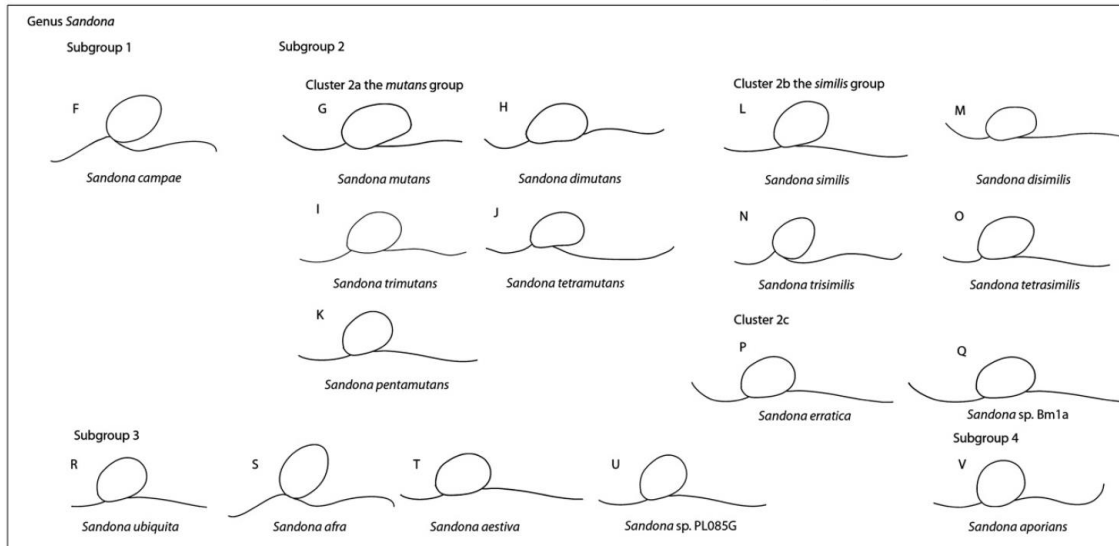 Genus Sandona
Subgroup 1
Subgroup 2
Cluster 2a the mutans group
Cluster 2b the similis group
F
G
H
L
M
Sandona campae
Sandona mutans
Sandona dimutans
Sandona similis
Sandona disimilis
I
J
N
O
Sandona trimutans
Sandona tetramutans
Sandona trisimilis
Sandona tetrasimilis
K
Cluster 2c
P
Q
Sandona pentamutans
Sandona erratica
Sandona sp. Bm1a
Subgroup 3
Subgroup 4
R
S
T
U
V
Sandona ubiquita
Sandona afra
Sandona aestiva
Sandona sp. PL085G
Sandona aporians